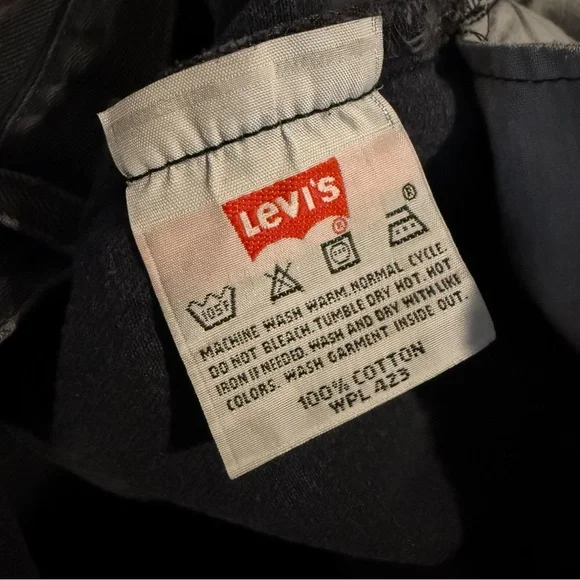 LEVI'S
®
®
105F
MACHINE WASH WARM. NORMAL CYCLE.
DO NOT BLEACH. TUMBLE DRY HOT. HOT
IRON IF NEEDED. WASH AND DRY WITH LIKE
COLORS. WASH GARMENT INSIDE OUT.
100% COTTON
WPL 423